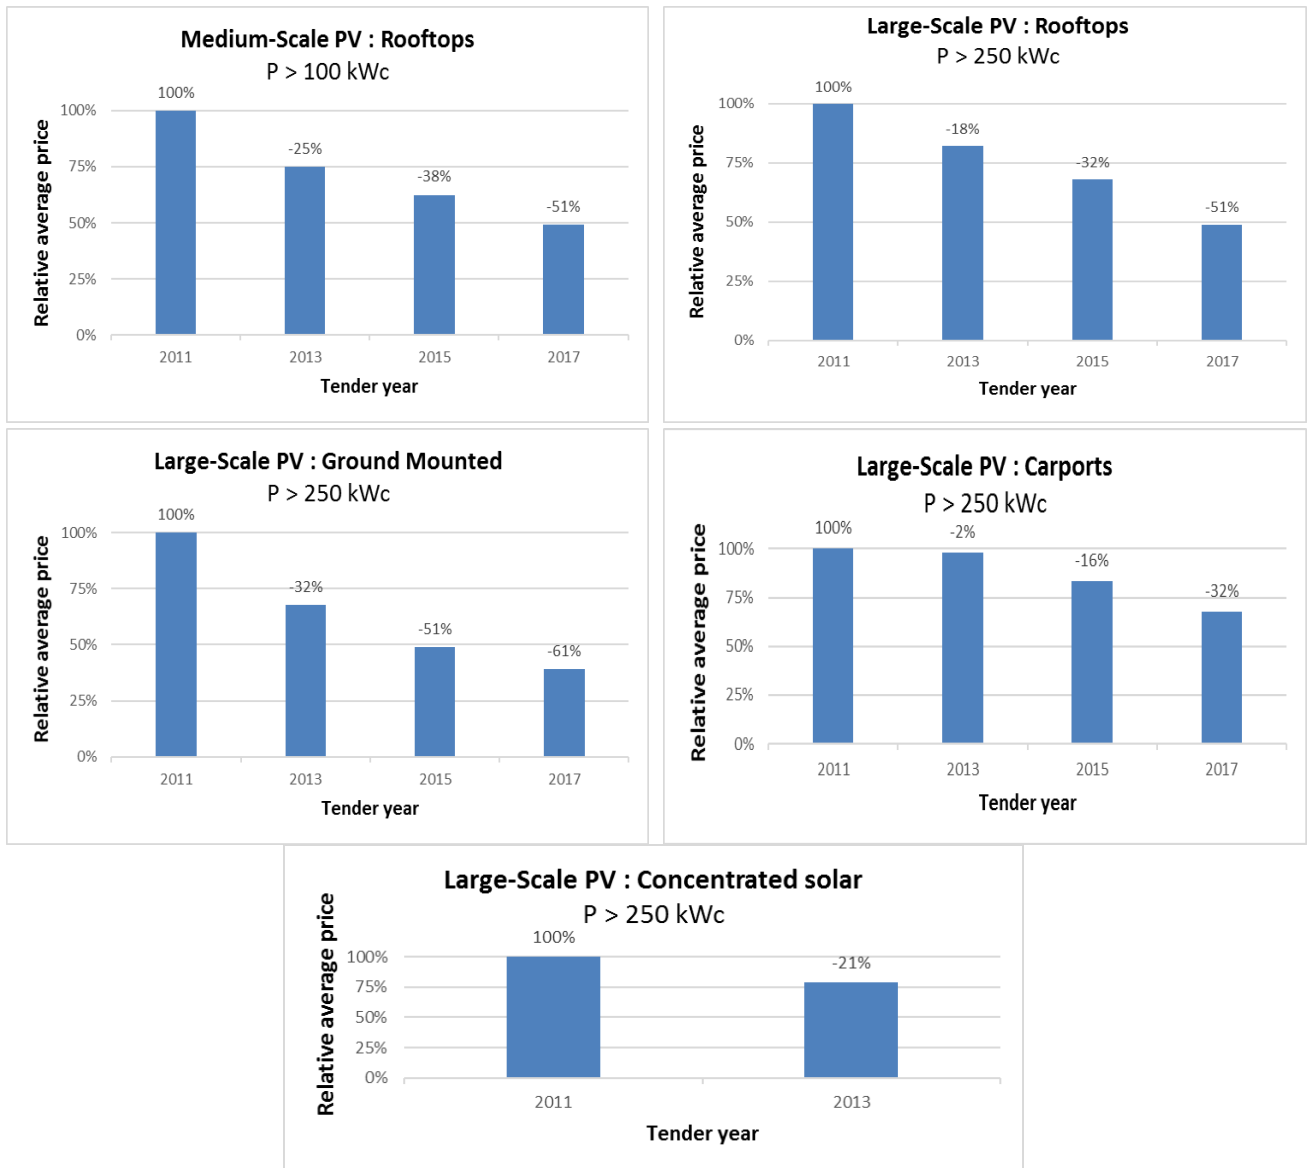 Medium-Scale PV : Rooftops
P > 100 kWc
Relative average price
100%
75%
50%
25%
0%
100%
-25%
-38%
-51%
2011 2013 2015 2017
Tender year
Large-Scale PV : Rooftops
P > 250 kWc
Relative average price
100%
75%
50%
25%
0%
100%
-18%
-32%
-51%
2011 2013 2015 2017
Tender year
Large-Scale PV : Ground Mounted
P > 250 kWc
Relative average price
100%
75%
50%
25%
0%
100%
-32%
-51%
-61%
2011 2013 2015 2017
Tender year
Large-Scale PV : Carports
P > 250 kWc
Relative average price
100%
75%
50%
25%
0%
100%
-2%
-16%
-32%
2011 2013 2015 2017
Tender year
Large-Scale PV : Concentrated solar
P > 250 kWc
Relative average price
100%
75%
50%
25%
0%
100%
-21%
2011 2013
Tender year